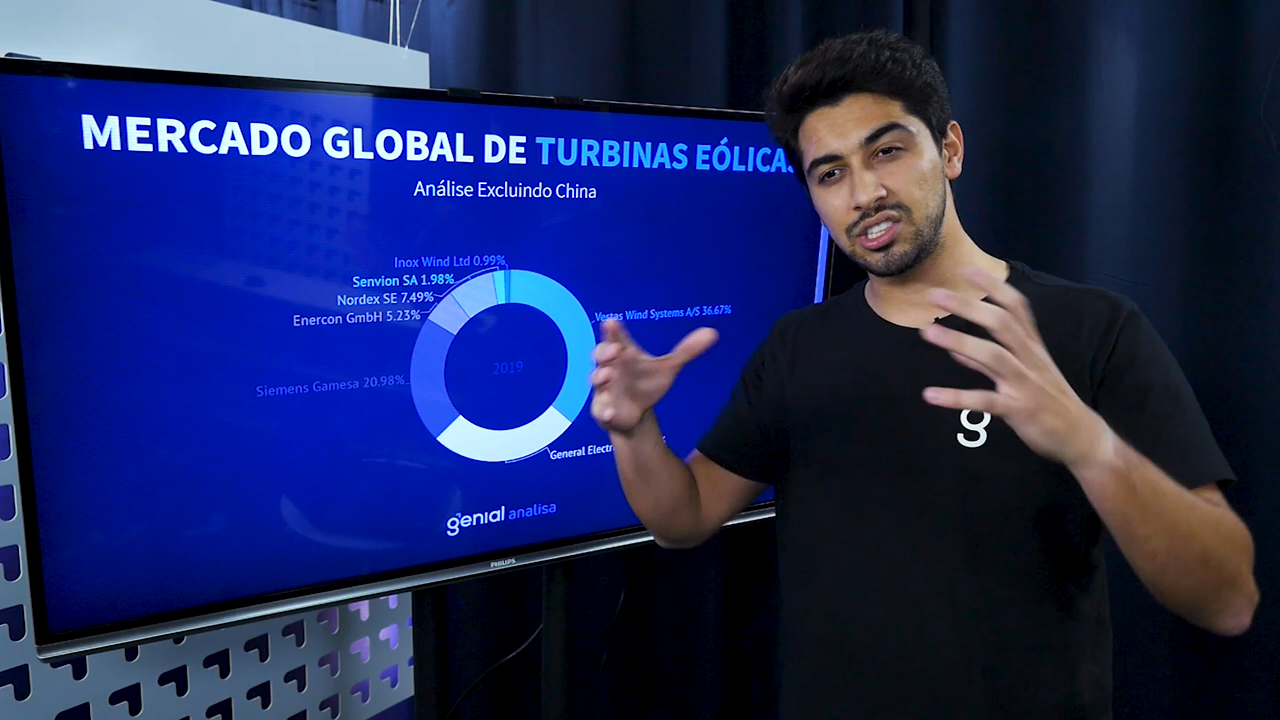 MERCADO GLOBAL DE TURBINAS EÓLICAS
Análise Excluindo China
Inox Wind Ltd 0.99%
Senvion SA 1.98%
Nordex SE 7.49%
Enercon GmbH 5.23%
Vestas Wind Systems A/S 36.67%
2019
Siemens Gamesa 20.98%
General
genial analisa
PHILIPS
g